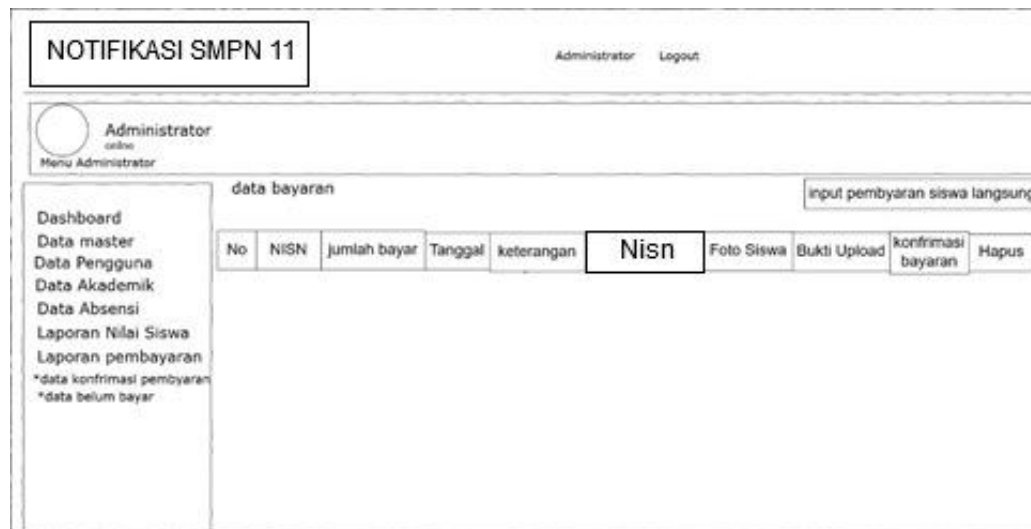 NOTIFIKASI SMPN 11
Administrator Logout
Administrator
online
Menu Administrator
data bayaran
input pembyaran siswa langsung
Dashboard
Data master
Data Pengguna
Data Akademik
Data Absensi
Laporan Nilai Siswa
Laporan pembayaran
*data konfrimasi pembyaran
*data belum bayar
No NISN jumlah bayar Tanggal keterangan Nisn Foto Siswa Bukti Upload konfrimasi bayaran Hapus